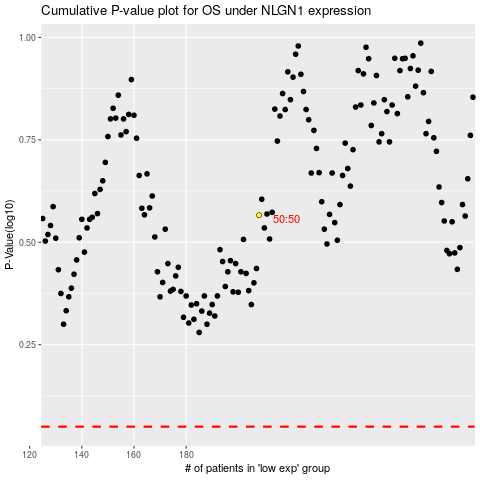 Cumulative P-value plot for OS under NLGN1 expression
1.00
0.75
0.50
0.25
P-Value(log10)
50:50
120 140 160 180
# of patients in 'low exp' group